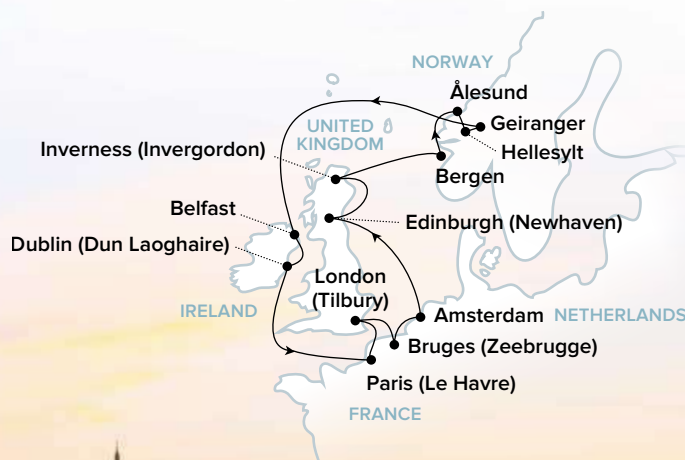 NORWAY
Ålesund
Geiranger
Hellesylt
UNITED
KINGDOM
Inverness (Invergordon)
Bergen
Belfast
Edinburgh (Newhaven)
Dublin (Dun Laoghaire)
London
(Tilbury)
IRELAND
Amsterdam
NETHERLANDS
Bruges (Zeebrugge)
Paris (Le Havre)
FRANCE